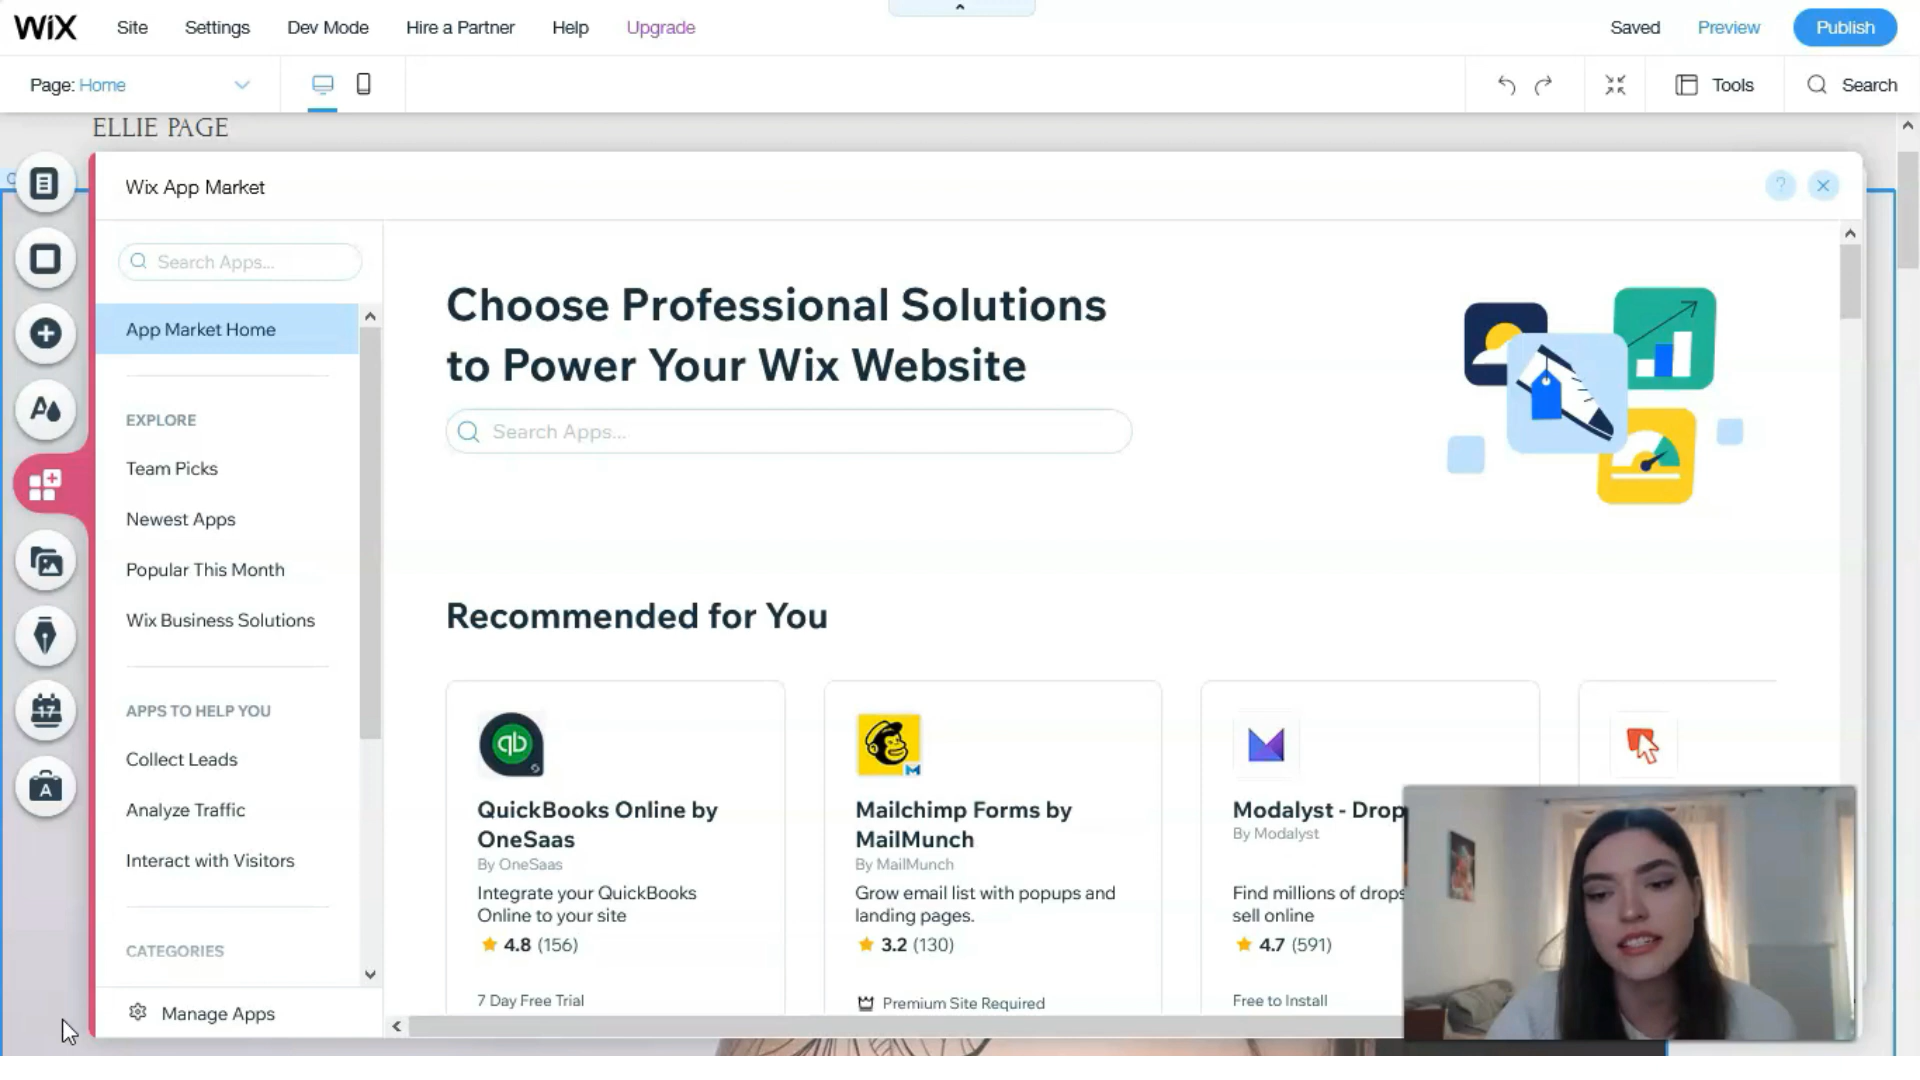 WiX Site Settings Dev Mode Hire a Partner Help Upgrade Saved Preview Publish
Page: Home Tools Search
ELLIE PAGE
Wix App Market ?
Search Apps...
App Market Home
EXPLORE
Team Picks
Newest Apps
Popular This Month
Wix Business Solutions
APPS TO HELP YOU
Collect Leads
Analyze Traffic
Interact with Visitors
CATEGORIES
Manage Apps
Choose Professional Solutions
to Power Your Wix Website
Search Apps...
Recommended for You
qb
QuickBooks Online by
OneSaas
By OneSaas
Integrate your QuickBooks
Online to your site
4.8 (156)
7 Day Free Trial
Mailchimp Forms by
MailMunch
By MailMunch
Grow email list with popups and
landing pages.
3.2 (130)
Premium Site Required
Modalyst - Drop
By Modalyst
Find millions of drops
sell online
4.7 (591)
Free to Install
A
17
A